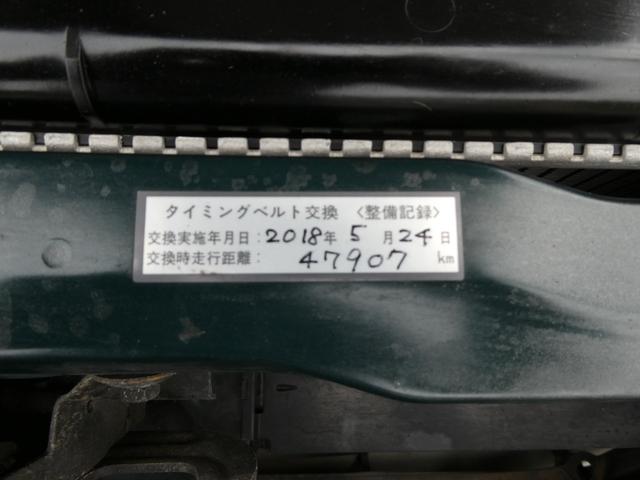 タイミングベルト交換 〈整備記録〉
交換実施年月日：2018年 5 月 24 日
交換時走行距離： 47907 km